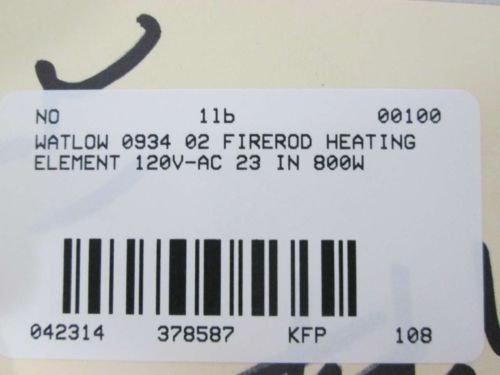 NO 1lb 00100
WATLOW 0934 02 FIREROD HEATING
ELEMENT 120V-AC 23 IN 800W
042314 378587 KFP 108